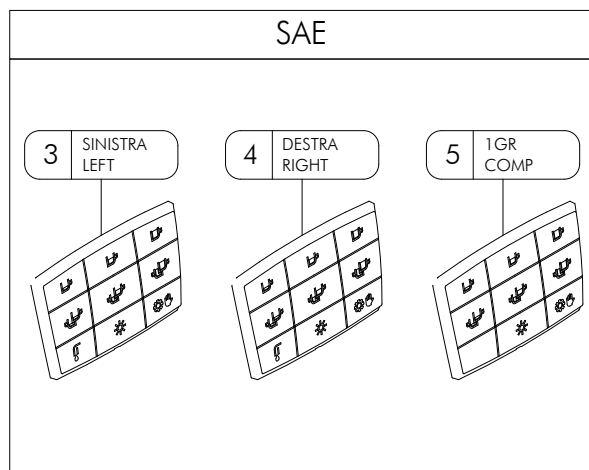 SAE
3
SINISTRA
LEFT
4
DESTRA
RIGHT
5
1GR
COMP